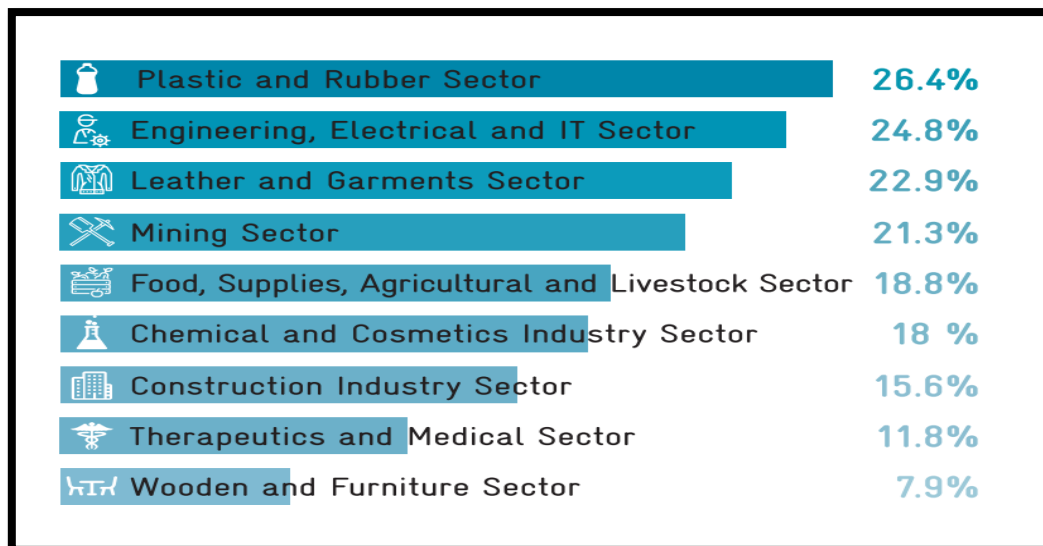 Plastic and Rubber Sector 26.4%
Engineering, Electrical and IT Sector 24.8%
Leather and Garments Sector 22.9%
Mining Sector 21.3%
Food, Supplies, Agricultural and Livestock Sector 18.8%
Chemical and Cosmetics Industry Sector 18 %
Construction Industry Sector 15.6%
Therapeutics and Medical Sector 11.8%
Wooden and Furniture Sector 7.9%